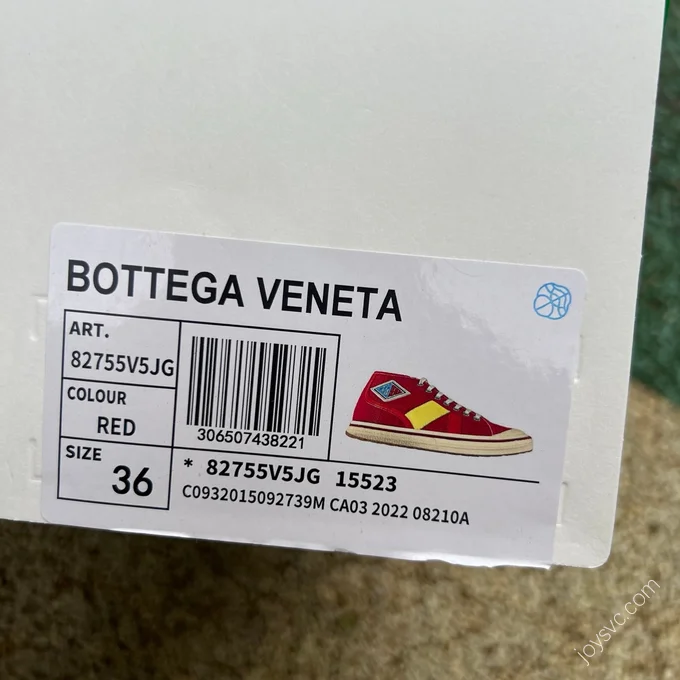 BOTTEGA VENETA
ART.
82755V5JG
COLOUR
RED
SIZE
36
306507438221
* 82755V5JG 15523
C0932015092739M CA03 2022 08210A
joysvc.com